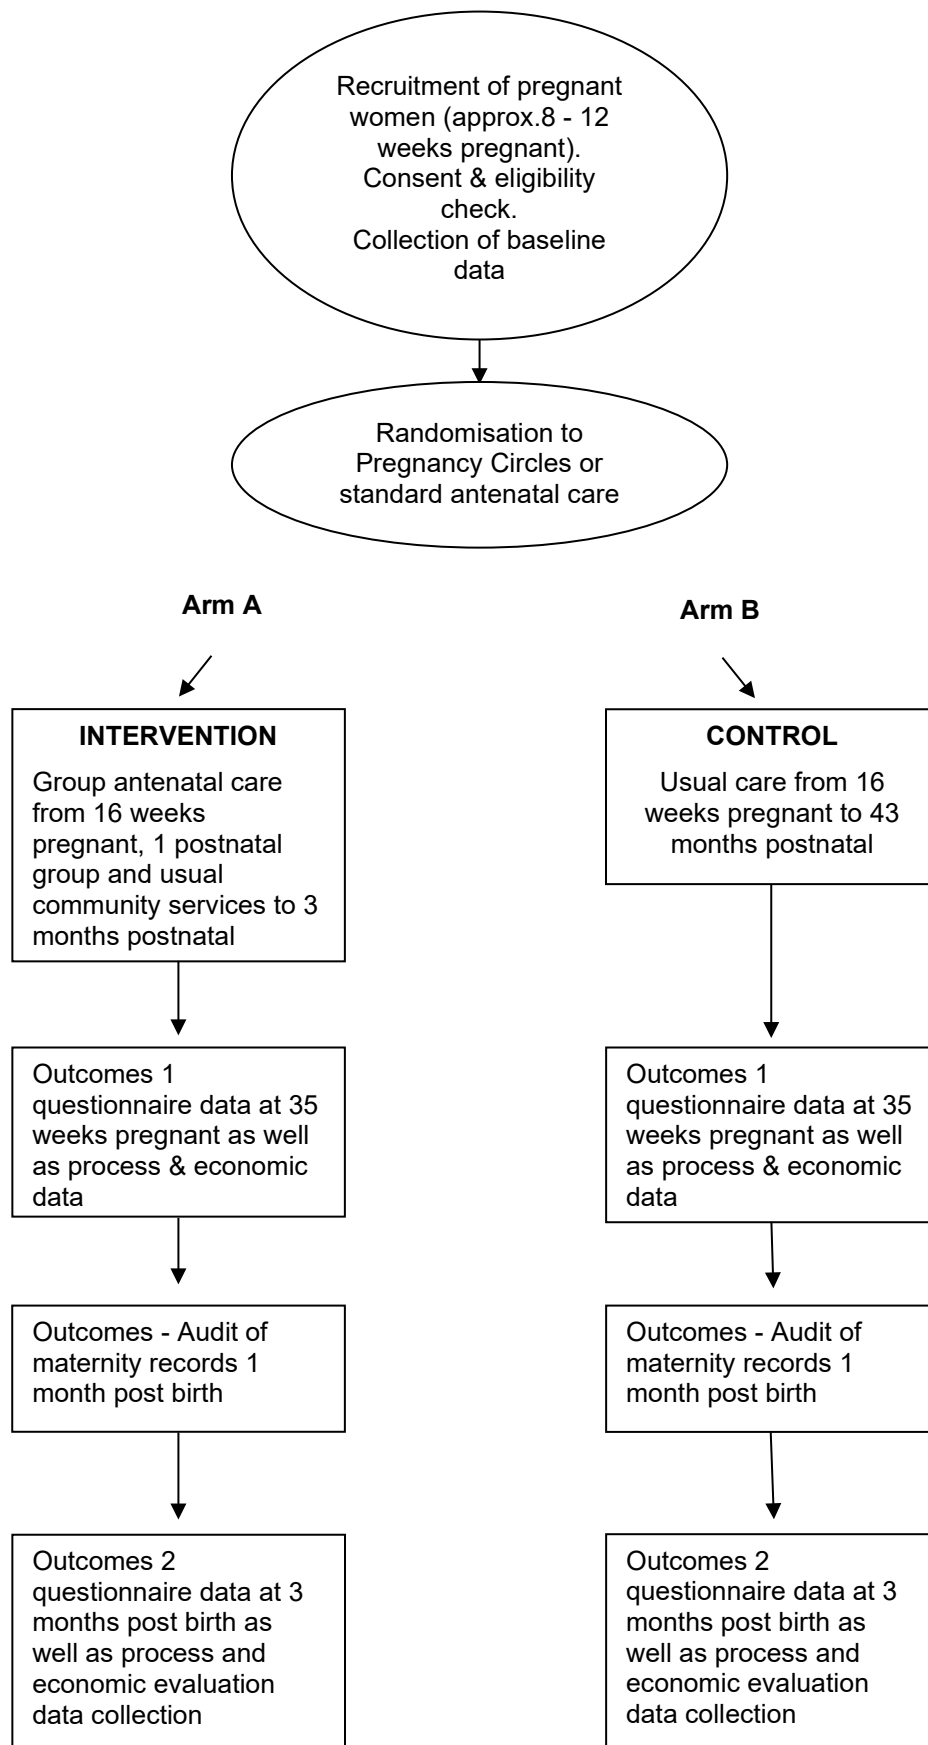 Recruitment of pregnant
women (approx.8 - 12
weeks pregnant).
Consent & eligibility
check.
Collection of baseline
data
Randomisation to
Pregnancy Circles or
standard antenatal care
Arm A
Arm B
INTERVENTION
Group antenatal care
from 16 weeks
pregnant, 1 postnatal
group and usual
community services to 3
months postnatal
CONTROL
Usual care from 16
weeks pregnant to 43
months postnatal
Outcomes 1
questionnaire data at 35
weeks pregnant as well
as process & economic
data
Outcomes 1
questionnaire data at 35
weeks pregnant as well
as process & economic
data
Outcomes - Audit of
maternity records 1
month post birth
Outcomes - Audit of
maternity records 1
month post birth
Outcomes 2
questionnaire data at 3
months post birth as
well as process and
economic evaluation
data collection
Outcomes 2
questionnaire data at 3
months post birth as
well as process and
economic evaluation
data collection